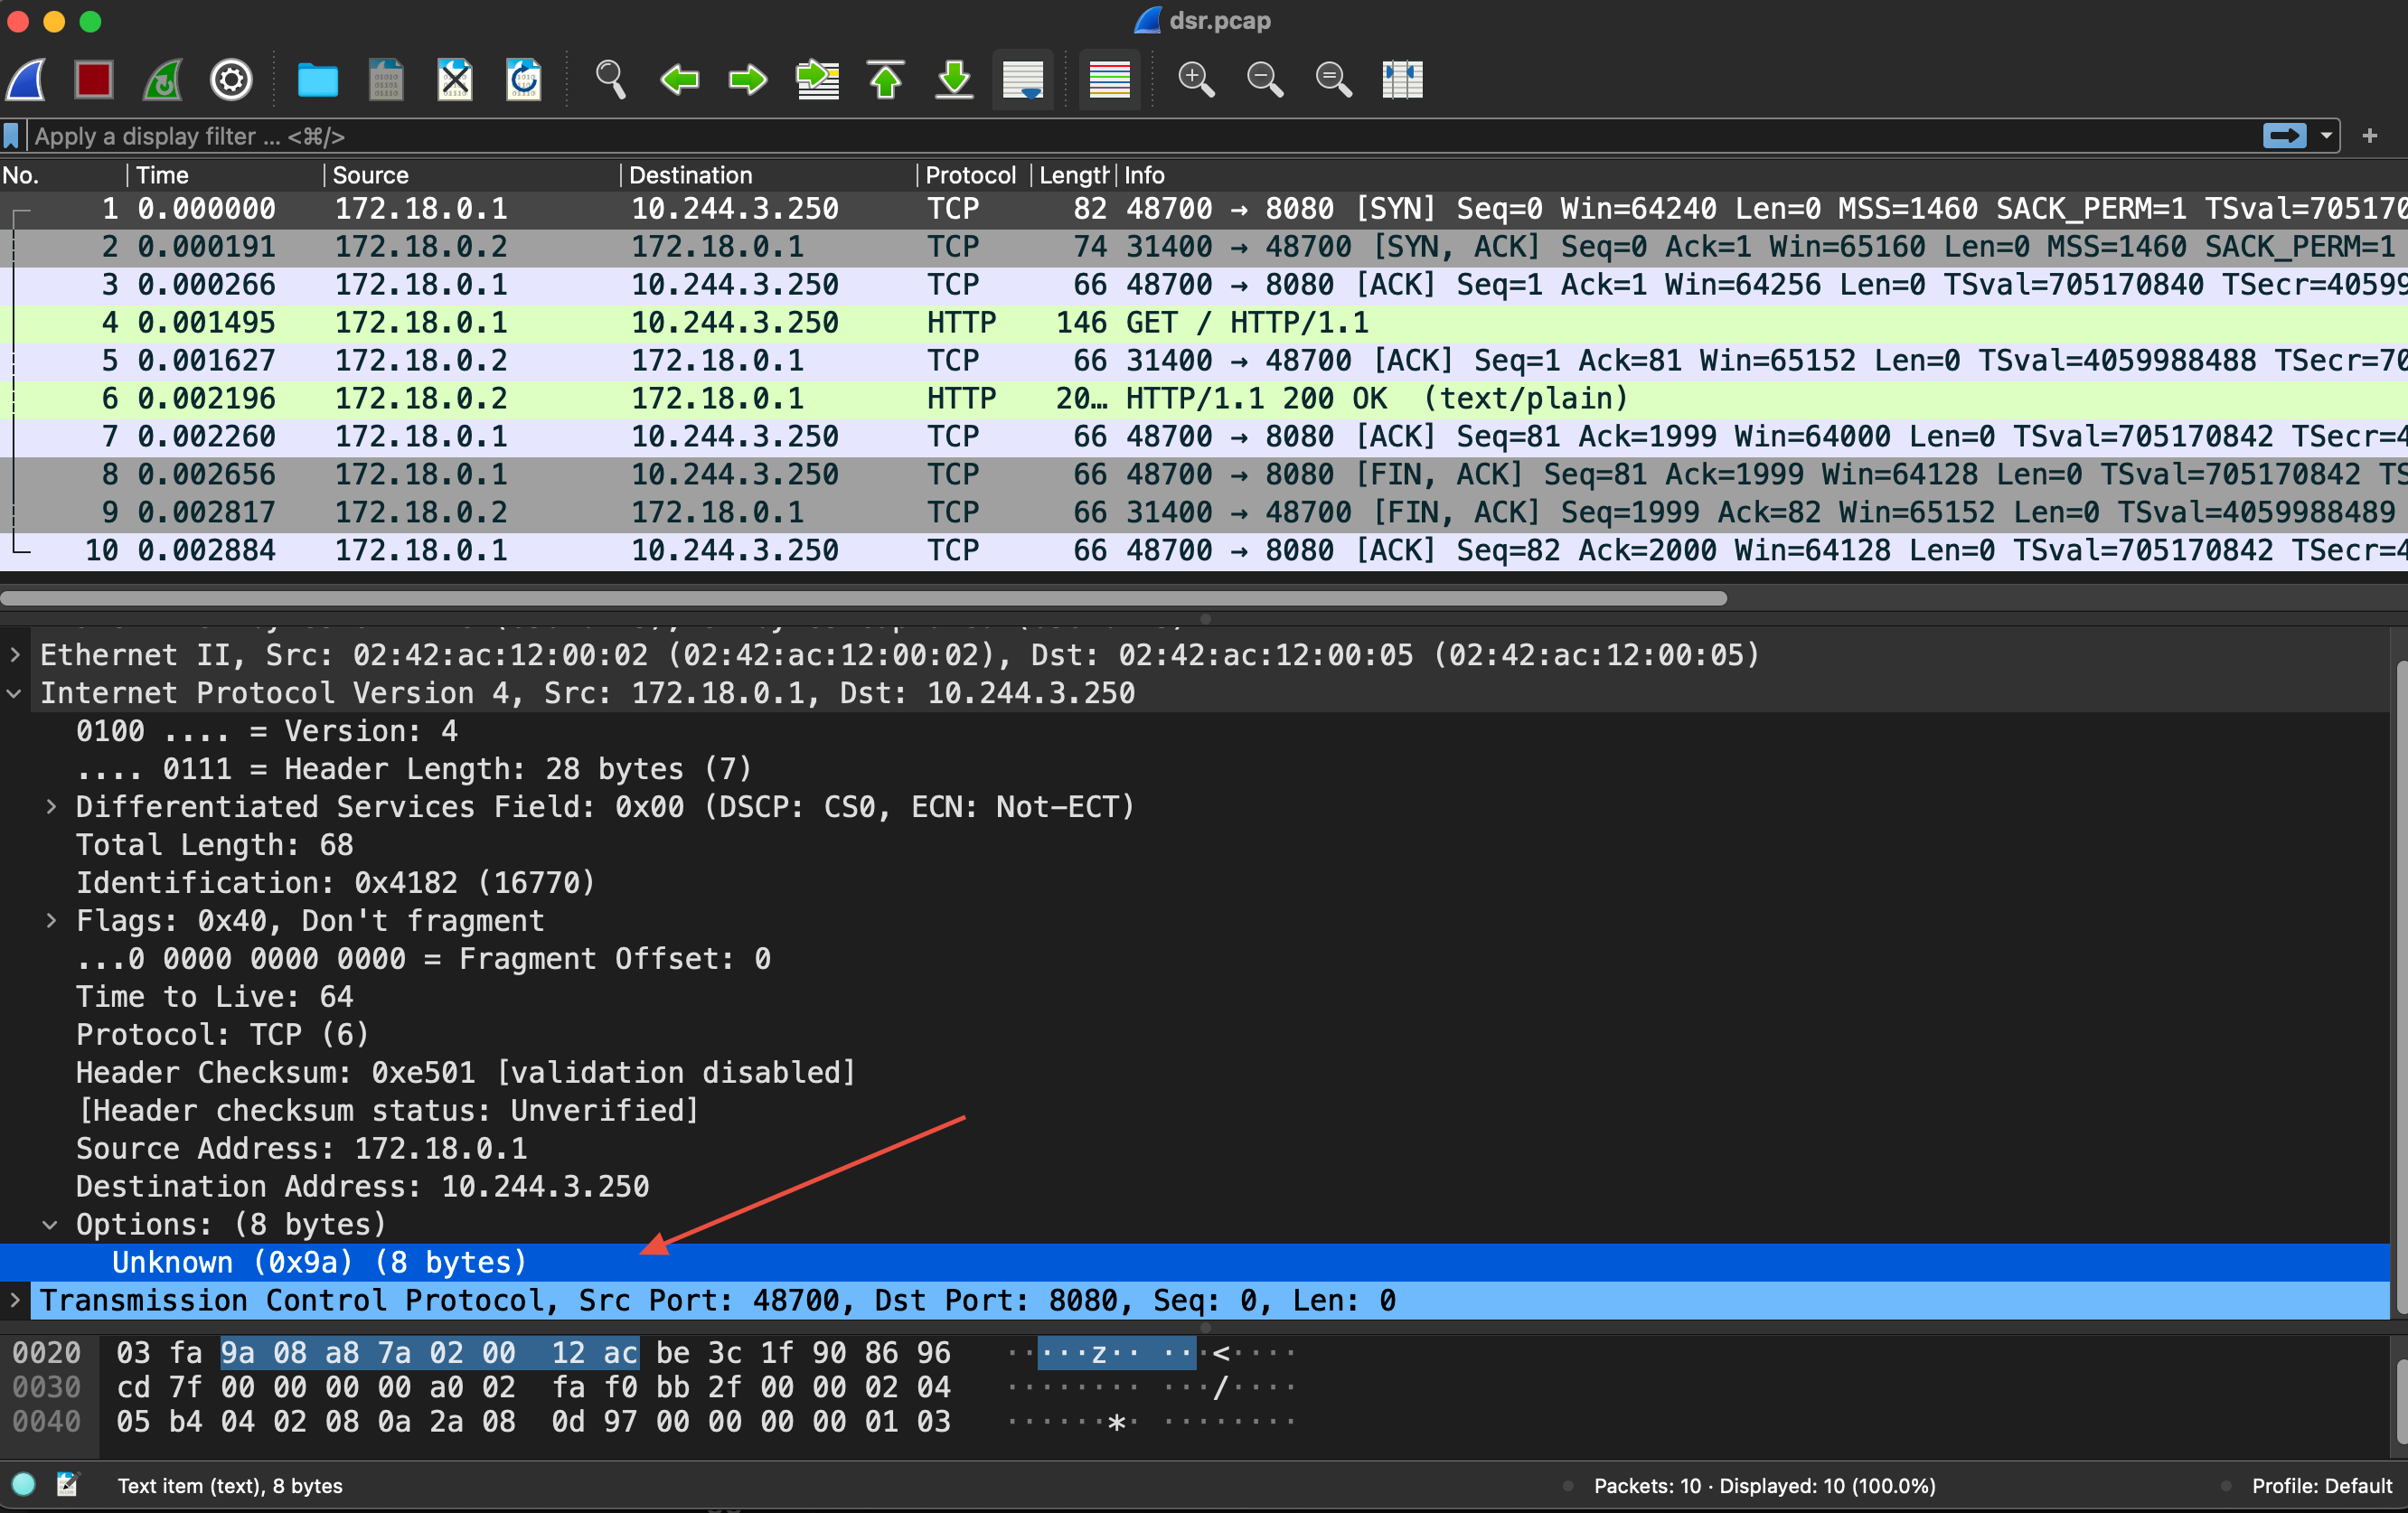 dsr.pcap
Apply a display filter ... <⌘/>
No. Time Source Destination Protocol Length Info
1 0.000000 172.18.0.1 10.244.3.250 TCP 82 48700 → 8080 [SYN] Seq=0 Win=64240 Len=0 MSS=1460 SACK_PERM=1 TSval=705170
2 0.000191 172.18.0.2 172.18.0.1 TCP 74 31400 → 48700 [SYN, ACK] Seq=0 Ack=1 Win=65160 Len=0 MSS=1460 SACK_PERM=1
3 0.000266 172.18.0.1 10.244.3.250 TCP 66 48700 → 8080 [ACK] Seq=1 Ack=1 Win=64256 Len=0 TSval=705170840 TSecr=40599
4 0.001495 172.18.0.1 10.244.3.250 HTTP 146 GET / HTTP/1.1
5 0.001627 172.18.0.2 172.18.0.1 TCP 66 31400 → 48700 [ACK] Seq=1 Ack=81 Win=65152 Len=0 TSval=4059988488 TSecr=70
6 0.002196 172.18.0.2 172.18.0.1 HTTP 20… HTTP/1.1 200 OK (text/plain)
7 0.002260 172.18.0.1 10.244.3.250 TCP 66 48700 → 8080 [ACK] Seq=81 Ack=1999 Win=64000 Len=0 TSval=705170842 TSecr=4
8 0.002656 172.18.0.1 10.244.3.250 TCP 66 48700 → 8080 [FIN, ACK] Seq=81 Ack=1999 Win=64128 Len=0 TSval=705170842 TS
9 0.002817 172.18.0.2 172.18.0.1 TCP 66 31400 → 48700 [FIN, ACK] Seq=1999 Ack=82 Win=65152 Len=0 TSval=4059988489
10 0.002884 172.18.0.1 10.244.3.250 TCP 66 48700 → 8080 [ACK] Seq=82 Ack=2000 Win=64128 Len=0 TSval=705170842 TSecr=4
Ethernet II, Src: 02:42:ac:12:00:02 (02:42:ac:12:00:02), Dst: 02:42:ac:12:00:05 (02:42:ac:12:00:05)
Internet Protocol Version 4, Src: 172.18.0.1, Dst: 10.244.3.250
0100 .... = Version: 4
.... 0111 = Header Length: 28 bytes (7)
Differentiated Services Field: 0x00 (DSCP: CS0, ECN: Not-ECT)
Total Length: 68
Identification: 0x4182 (16770)
Flags: 0x40, Don't fragment
...0 0000 0000 0000 = Fragment Offset: 0
Time to Live: 64
Protocol: TCP (6)
Header Checksum: 0xe501 [validation disabled]
[Header checksum status: Unverified]
Source Address: 172.18.0.1
Destination Address: 10.244.3.250
Options: (8 bytes)
Unknown (0x9a) (8 bytes)
Transmission Control Protocol, Src Port: 48700, Dst Port: 8080, Seq: 0, Len: 0
0020 03 fa 9a 08 a8 7a 02 00 12 ac be 3c 1f 90 86 96 ·····z·· ···<····
0030 cd 7f 00 00 00 00 a0 02 fa f0 bb 2f 00 00 02 04 ········ ···/····
0040 05 b4 04 02 08 0a 2a 08 0d 97 00 00 00 00 01 03 ······*· ········
Text item (text), 8 bytes
Packets: 10 · Displayed: 10 (100.0%)
Profile: Default